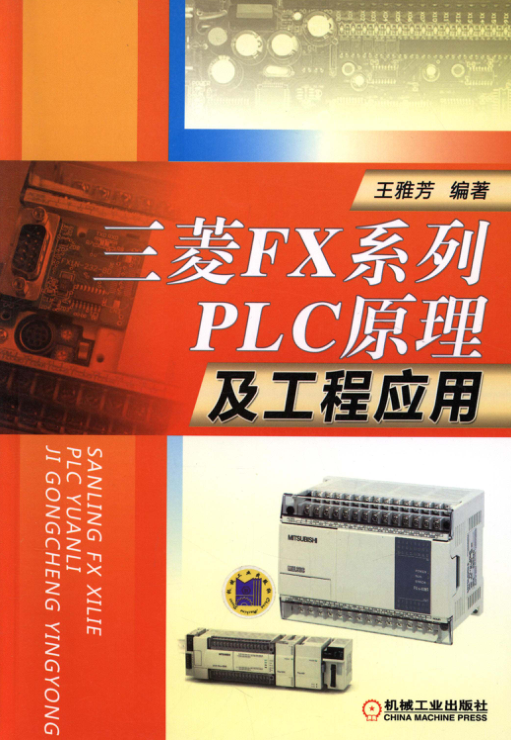 王雅芳 编著
三菱FX系列
PLC原理
及工程应用
SANLING FX XILIE
PLC YUANLI
JI GONGCHENG YINGYONG
MITSUBISHI
机械工业出版社
CHINA MACHINE PRESS